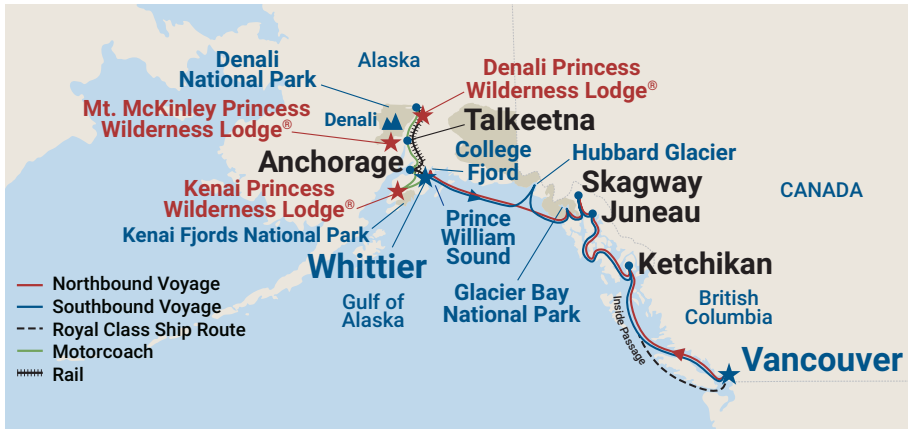 Alaska
Denali
National Park
Denali Princess
Wilderness Lodge®
Mt. McKinley Princess
Wilderness Lodge®
Denali
Talkeetna
Anchorage
College
Fjord
Hubbard Glacier
Kenai Princess
Wilderness Lodge®
Skagway
CANADA
Juneau
Kenai Fjords National Park
Prince
William
Sound
Whittier
Ketchikan
Glacier Bay
National Park
Gulf of
Alaska
British
Columbia
Inside Passage
Vancouver
Northbound Voyage
Southbound Voyage
Royal Class Ship Route
Motorcoach
Rail